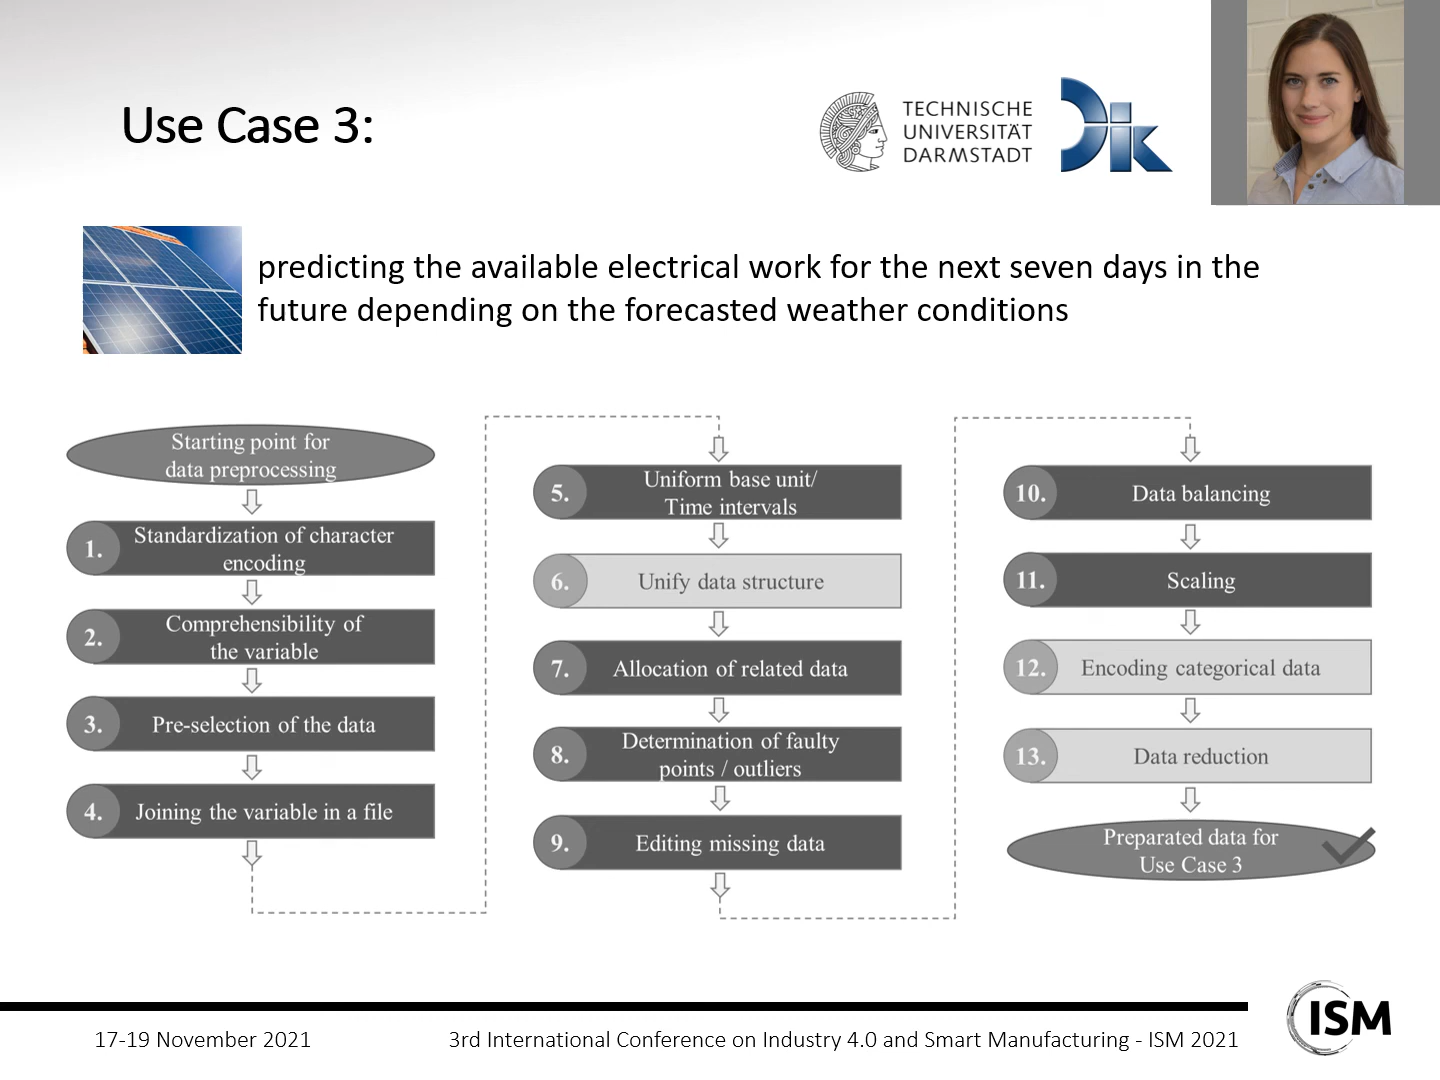 Use Case 3:
TECHNISCHE
UNIVERSITÄT
DARMSTADT
Dik
predicting the available electrical work for the next seven days in the
future depending on the forecasted weather conditions
Starting point for
data preprocessing
1.
Standardization of character
encoding
2.
Comprehensibility of
the variable
3.
Pre-selection of the data
4.
Joining the variable in a file
5.
Uniform base unit/
Time intervals
6.
Unify data structure
7.
Allocation of related data
8.
Determination of faulty
points / outliers
9.
Editing missing data
10.
Data balancing
11.
Scaling
12.
Encoding categorical data
13.
Data reduction
Preparated data for
Use Case 3
17-19 November 2021
3rd International Conference on Industry 4.0 and Smart Manufacturing - ISM 2021
ISM